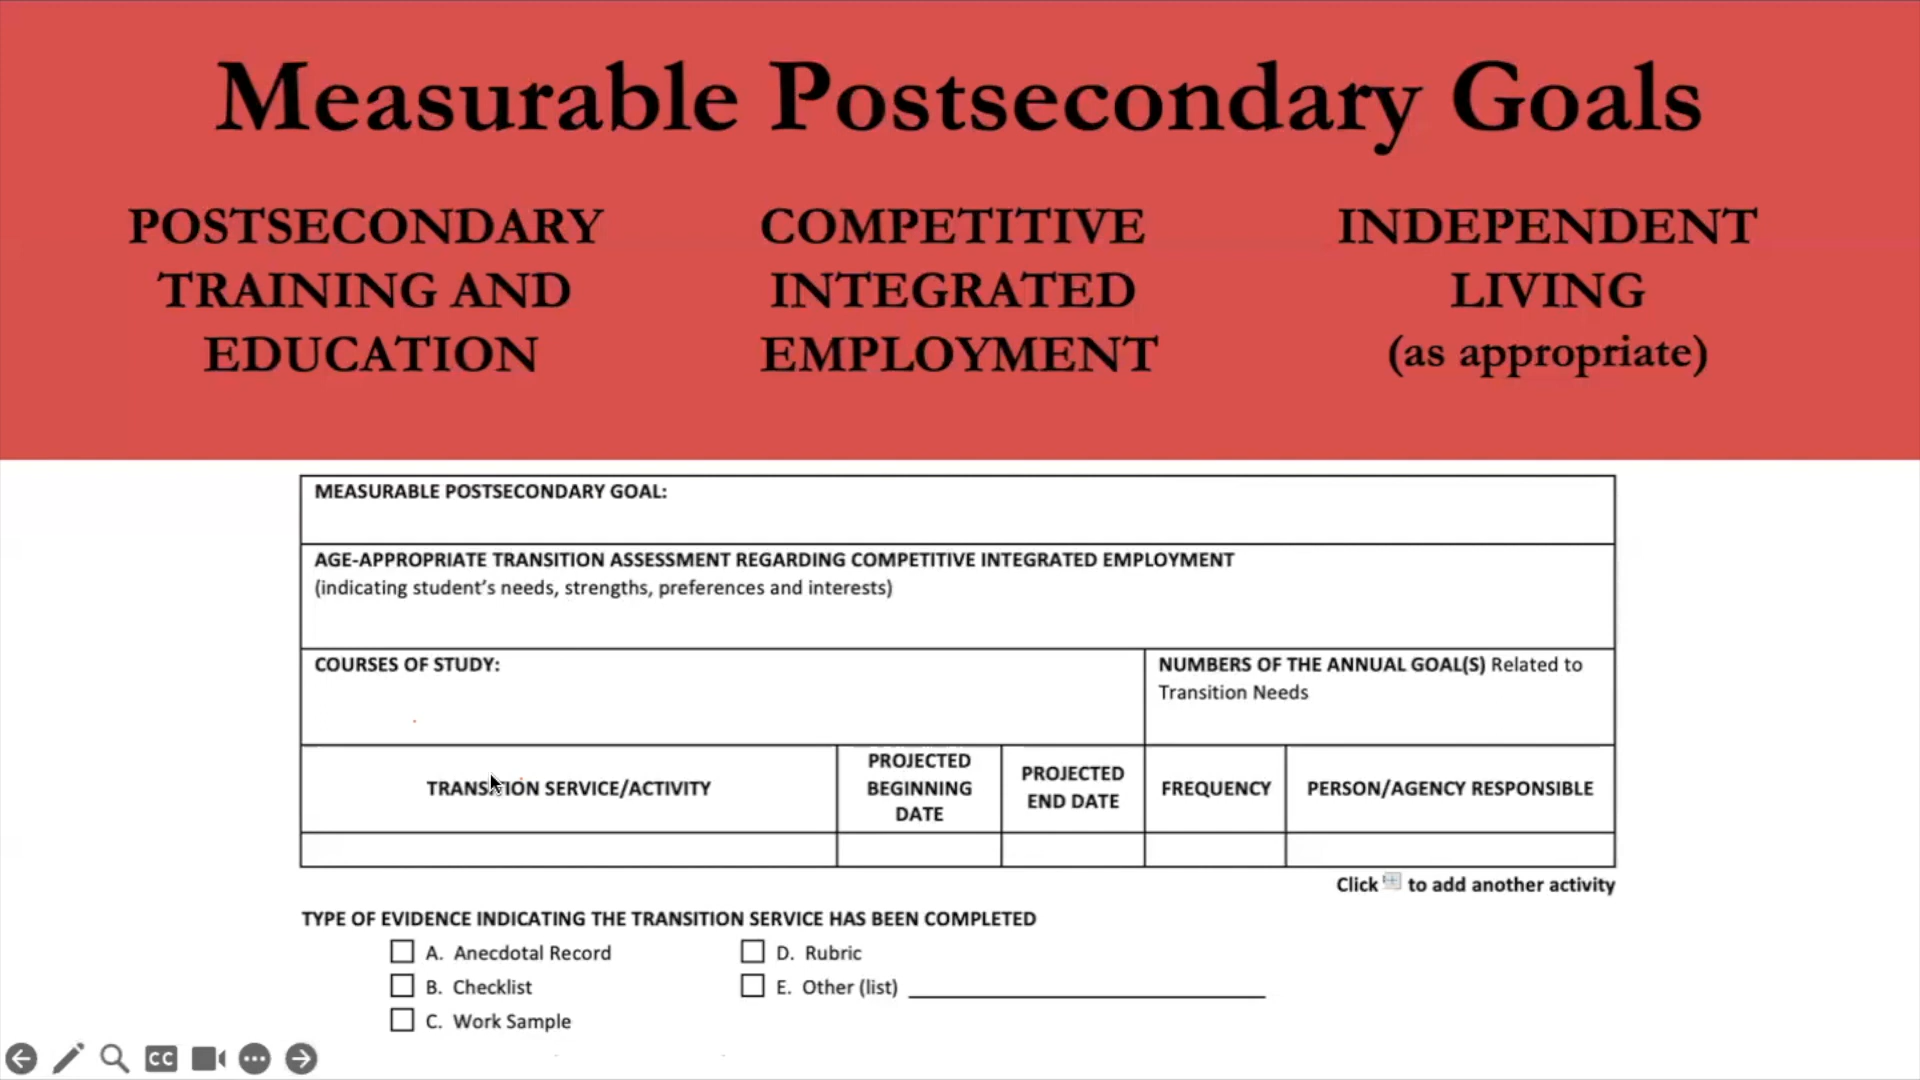 Measurable Postsecondary Goals
POSTSECONDARY
TRAINING AND
EDUCATION
COMPETITIVE
INTEGRATED
EMPLOYMENT
INDEPENDENT
LIVING
(as appropriate)
MEASURABLE POSTSECONDARY GOAL:
AGE-APPROPRIATE TRANSITION ASSESSMENT REGARDING COMPETITIVE INTEGRATED EMPLOYMENT
(indicating student's needs, strengths, preferences and interests)
COURSES OF STUDY:
NUMBERS OF THE ANNUAL GOAL(S) Related to
Transition Needs
TRANSITION SERVICE/ACTIVITY
PROJECTED
BEGINNING
DATE
PROJECTED
END DATE
FREQUENCY
PERSON/AGENCY RESPONSIBLE
Click to add another activity
TYPE OF EVIDENCE INDICATING THE TRANSITION SERVICE HAS BEEN COMPLETED
A. Anecdotal Record
B. Checklist
C. Work Sample
D. Rubric
E. Other (list)
CC